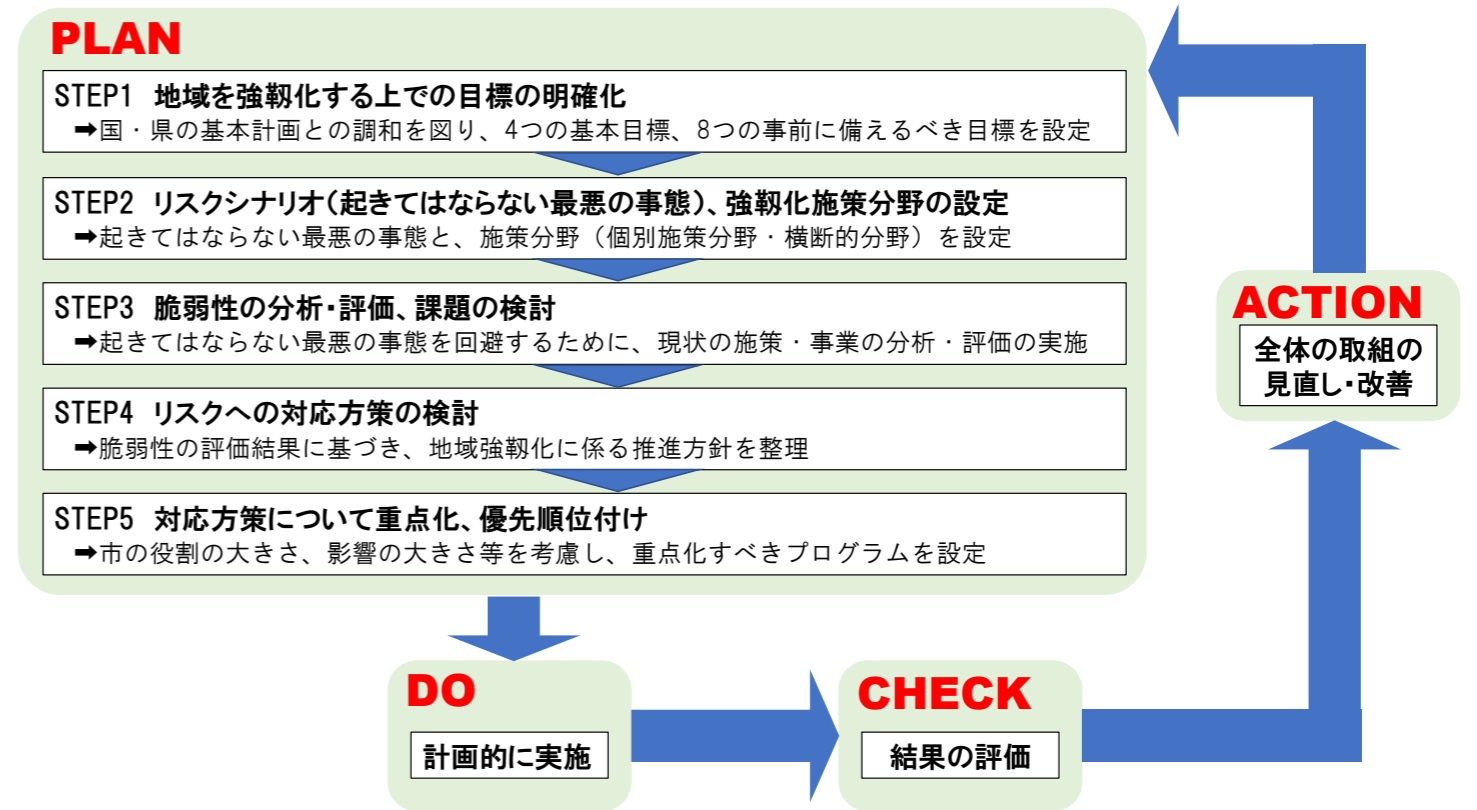 PLAN
STEP1 地域を強靱化する上での目標の明確化
➡国・県の基本計画との調和を図り、4つの基本目標、8つの事前に備えるべき目標を設定
STEP2 リスクシナリオ(起きてはならない最悪の事態)、強靱化施策分野の設定
➡起きてはならない最悪の事態と、施策分野（個別施策分野・横断的分野）を設定
STEP3 脆弱性の分析・評価、課題の検討
➡起きてはならない最悪の事態を回避するために、現状の施策・事業の分析・評価の実施
STEP4 リスクへの対応方策の検討
➡脆弱性の評価結果に基づき、地域強靱化に係る推進方針を整理
STEP5 対応方策について重点化、優先順位付け
➡市の役割の大きさ、影響の大きさ等を考慮し、重点化すべきプログラムを設定
DO
計画的に実施
CHECK
結果の評価
ACTION
全体の取組の
見直し・改善